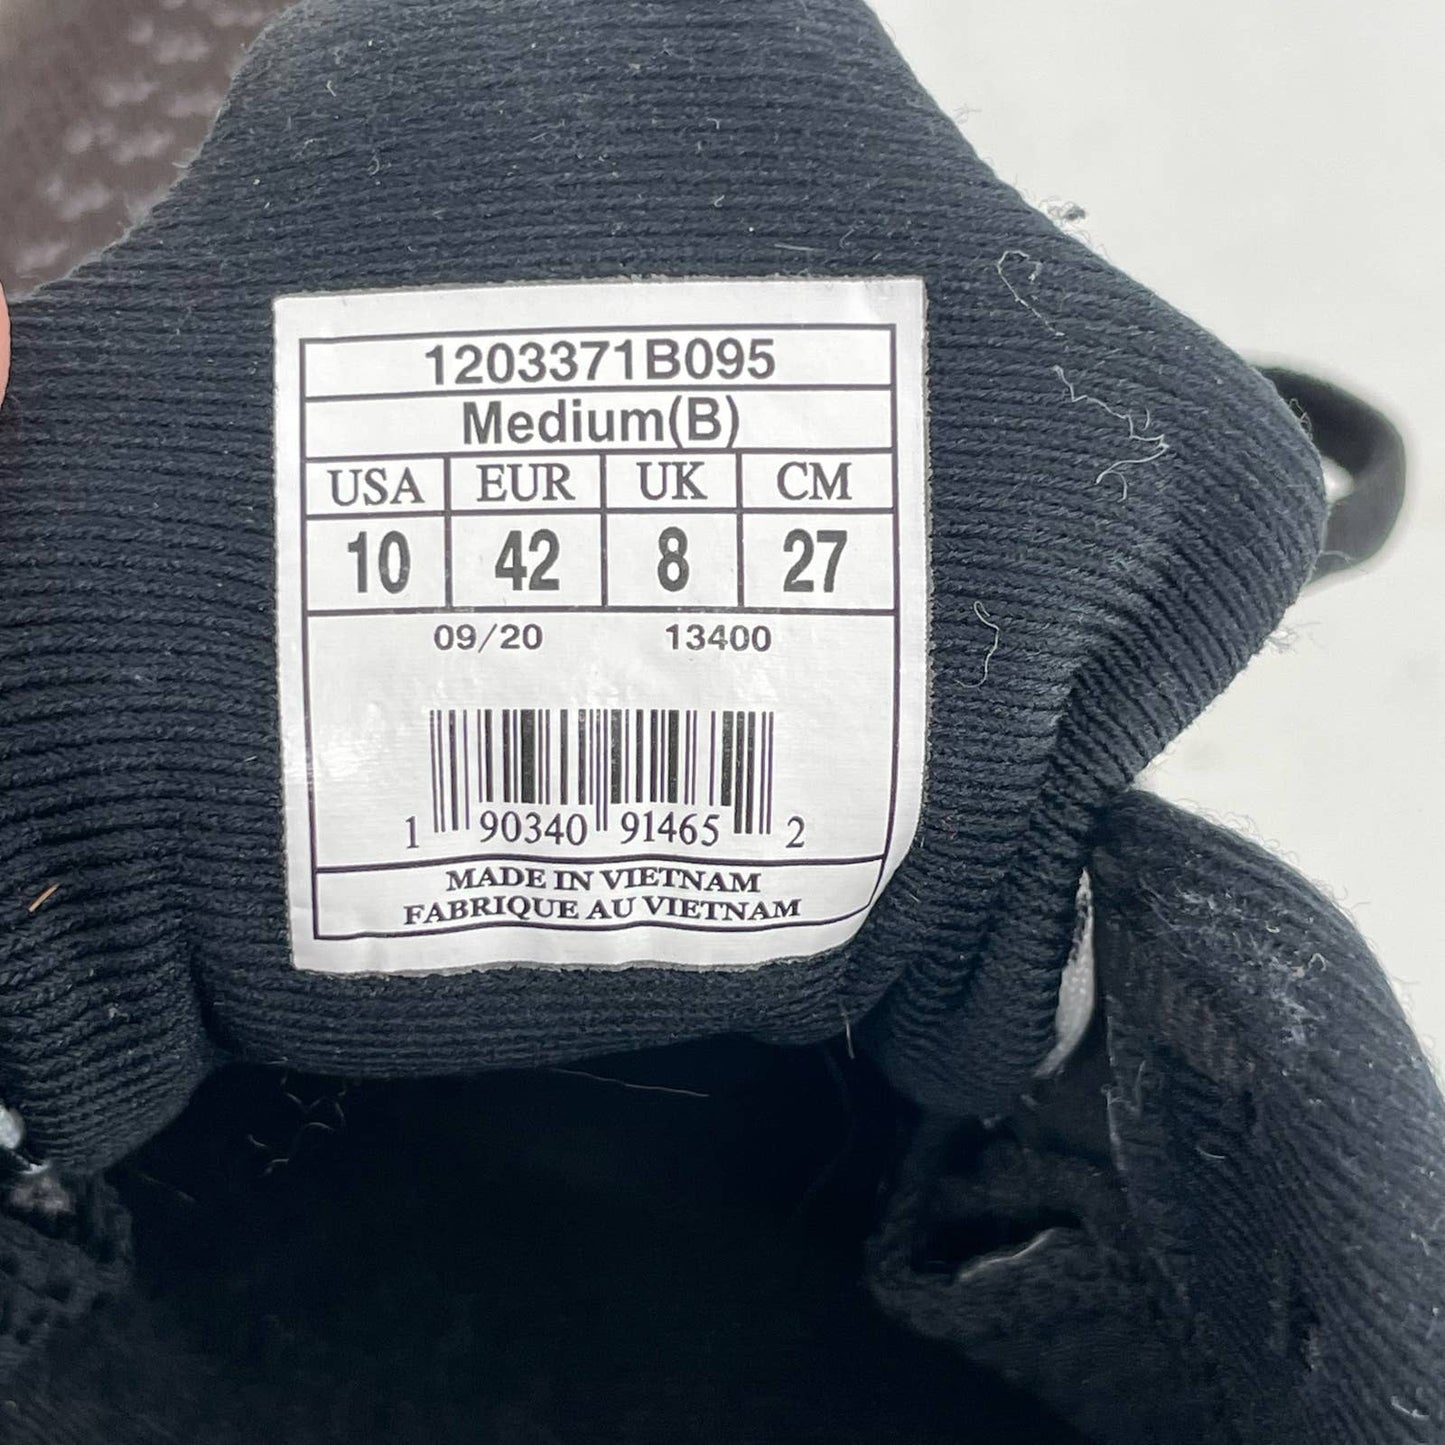 1203371B095
Medium(B)
USA EUR UK CM
10 42 8 27
09/20 13400
1 90340 91465 2
MADE IN VIETNAM
FABRIQUE AU VIETNAM